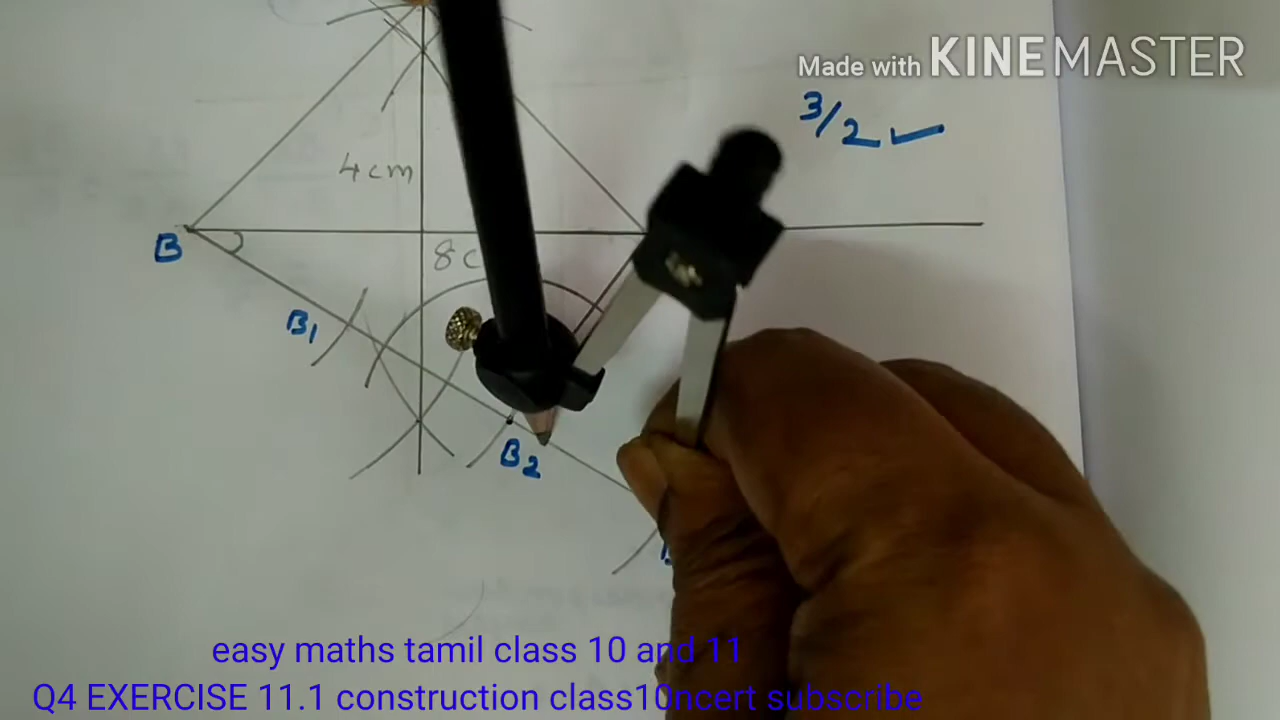 Made with KINEMASTER
3/2 ✓
4cm
B
8c
B1
B2
easy maths tamil class 10 and 11
Q4 EXERCISE 11.1 construction class10ncert subscribe